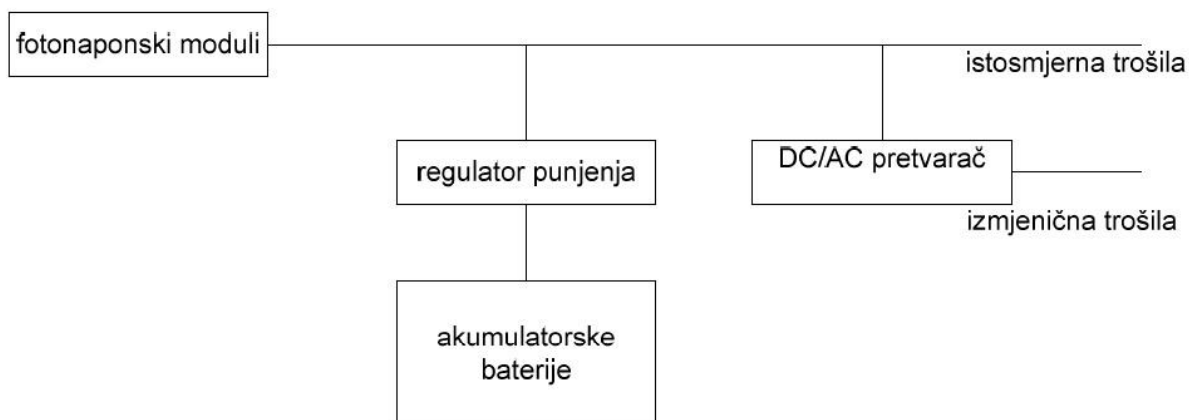 fotonaponski moduli
istosmjerna trošila
regulator punjenja
DC/AC pretvarač
izmjenična trošila
akumulatorske
baterije